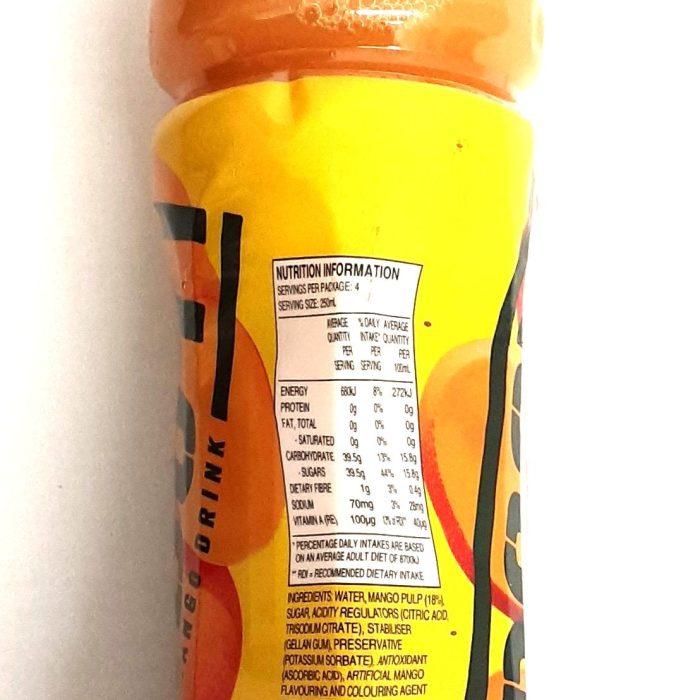 NUTRITION INFORMATION
SERVINGS PER PACKAGE: 4
SERVING SIZE: 250mL
AVERAGE %DAILY AVERAGE
QUANTITY INTAKE* QUANTITY
PER PER PER
SERVING SERVING 100mL
ENERGY 680kJ 8% 272kJ
PROTEIN 0g 0% 0g
FAT, TOTAL 0g 0% 0g
- SATURATED 0g 0% 0g
CARBOHYDRATE 39.5g 13% 15.8g
- SUGARS 39.5g 44% 15.8g
DIETARY FIBRE 1g 3% 0.4g
SODIUM 70mg 3% 28mg
VITAMIN A (RE) 100µg 40µg
* PERCENTAGE DAILY INTAKES ARE BASED
ON AN AVERAGE ADULT DIET OF 8700kJ
** RDI = RECOMMENDED DIETARY INTAKE
INGREDIENTS: WATER, MANGO PULP (18%),
SUGAR, ACIDITY REGULATORS (CITRIC ACID,
TRISODIUM CITRATE), STABILISER
(GELLAN GUM), PRESERVATIVE
(POTASSIUM SORBATE), ANTIOXIDANT
(ASCORBIC ACID), ARTIFICIAL MANGO
FLAVOURING AND COLOURING AGENT
DRINK